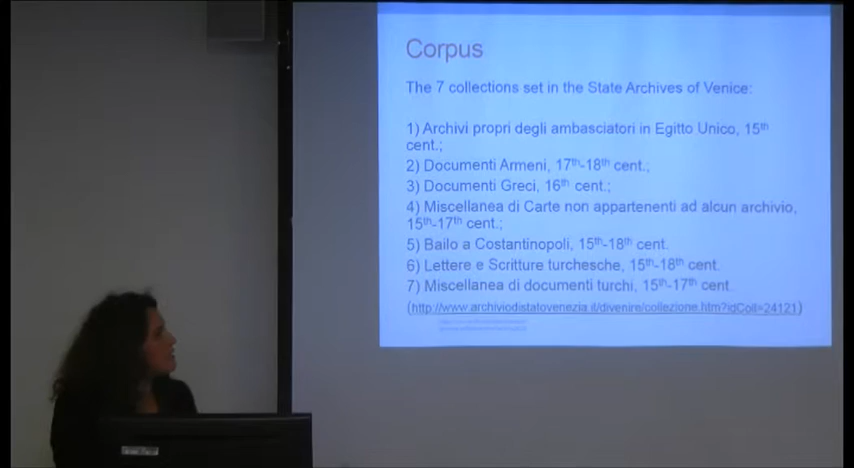 Corpus
The 7 collections set in the State Archives of Venice:
1) Archivi propri degli ambasciatori in Egitto Unico, 15th
cent.;
2) Documenti Armeni, 17th-18th cent.;
3) Documenti Greci, 16th cent.;
4) Miscellanea di Carte non appartenenti ad alcun archivio,
15th-17th cent.;
5) Bailo a Costantinopoli, 15th-18th cent.
6) Lettere e Scritture turchesche, 15th-18th cent.
7) Miscellanea di documenti turchi, 15th-17th cent.
(http://www.archiviodistatovenezia.it/divenire/collezione.htm?idColl=24121)